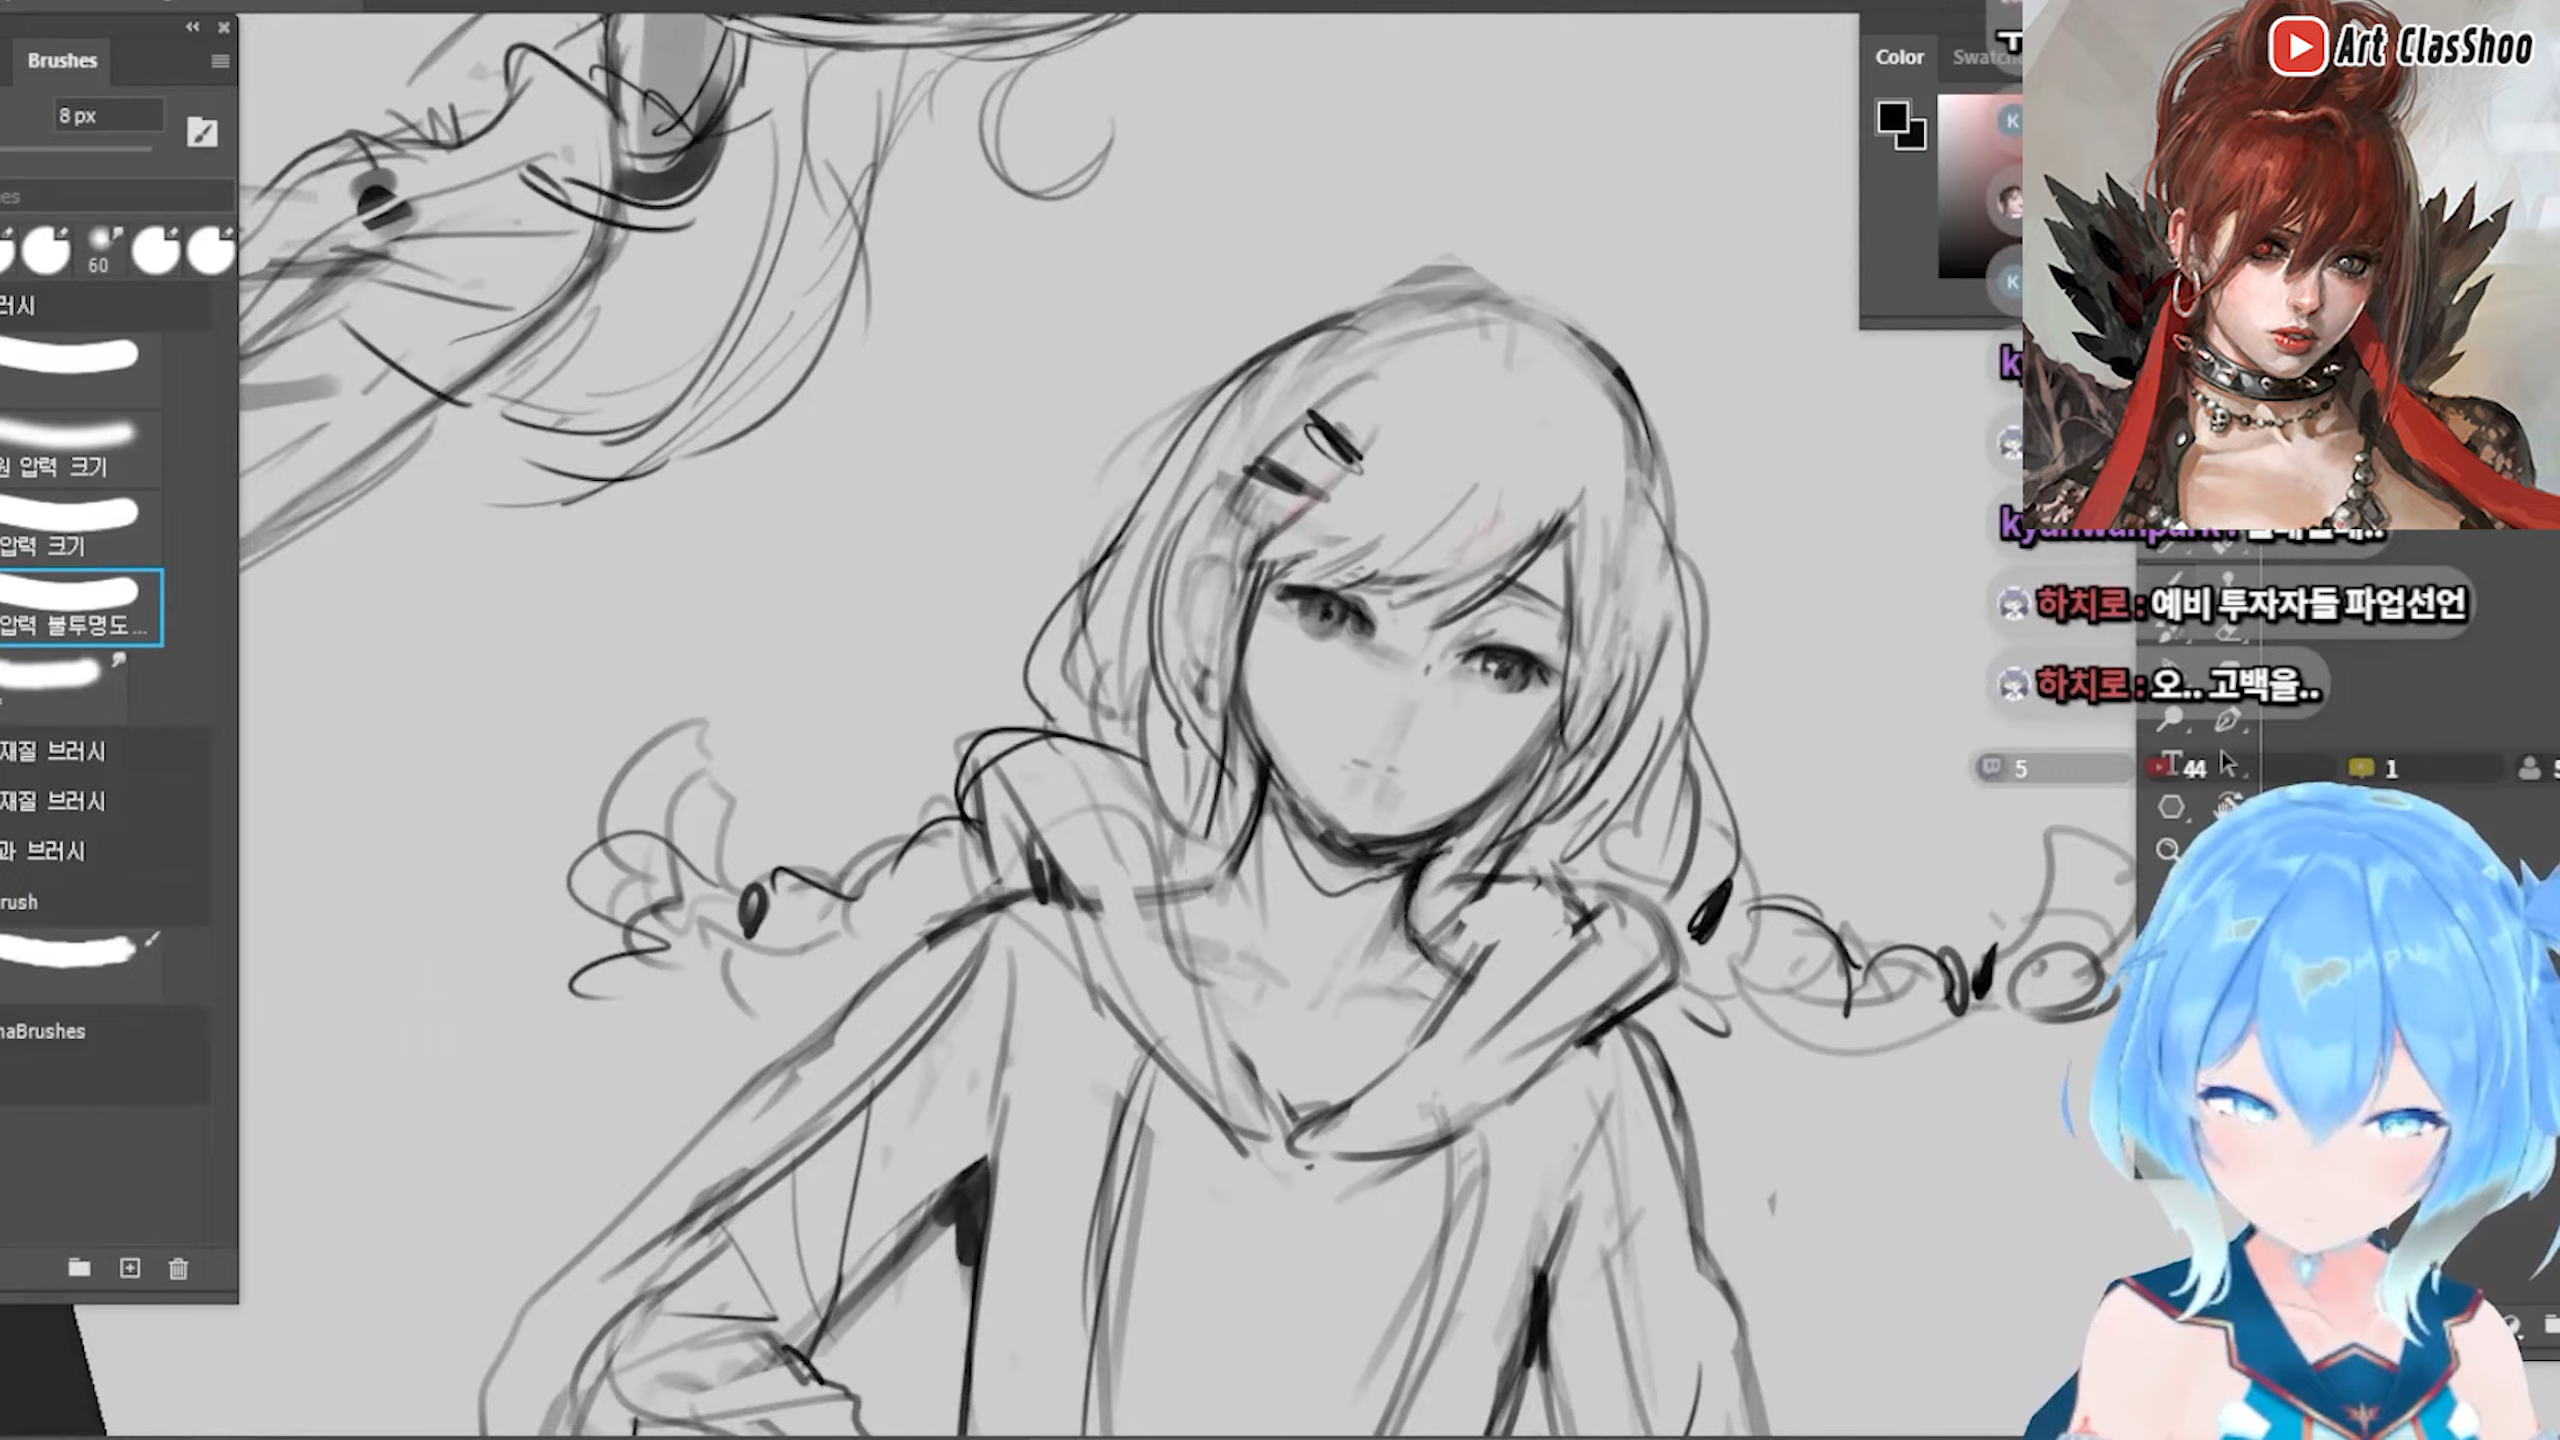 Brushes
8 px
60
러시
압력 크기
압력 크기
압력 불투명도...
재질 브러시
재질 브러시
과 브러시
rush
naBrushes
Color
K
K
Art ClasShoo
하치로 : 예비 투자자들 파업선언
하치로 : 오.. 고백을..
5
44
1